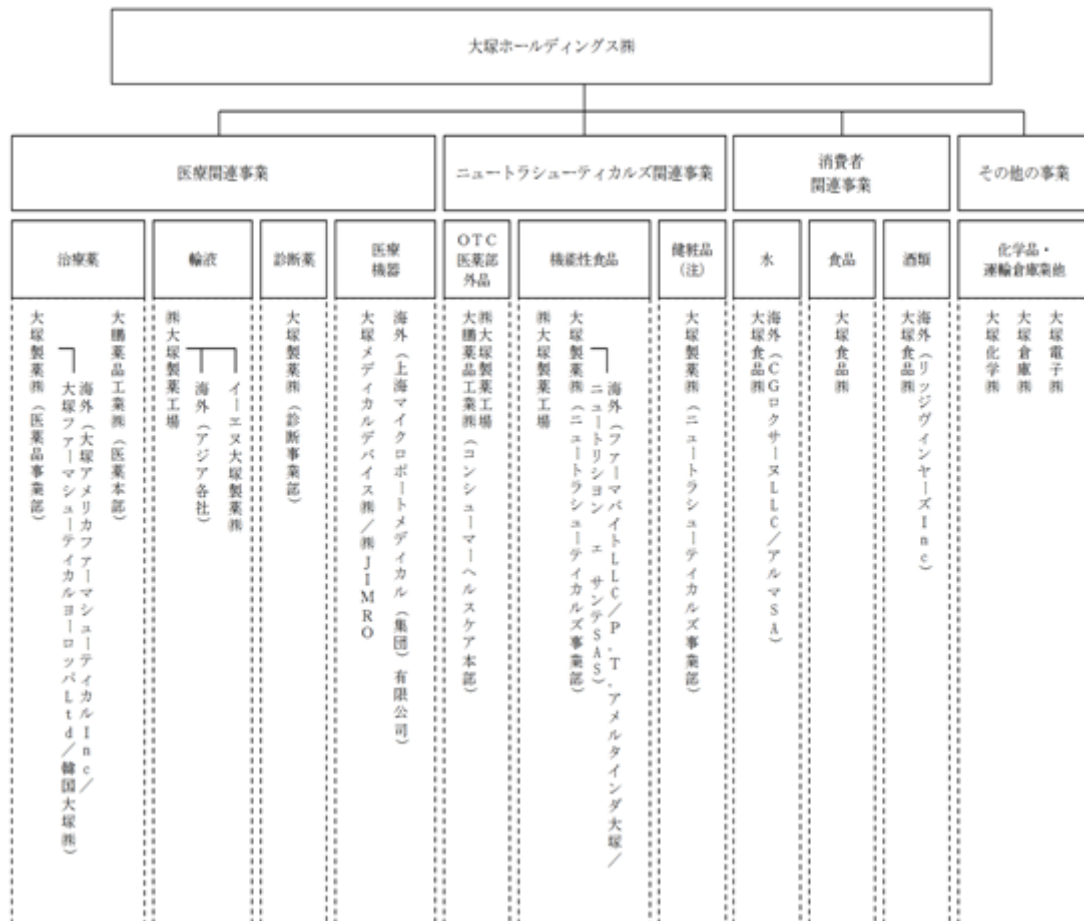 大塚ホールディングス㈱
医療関連事業
ニュートラシューティカルズ関連事業
消費者
関連事業
その他の事業
治療薬
輸液
診断薬
医療
機器
OTC
医薬部
外品
機能性食品
健粧品
(注)
水
食品
酒類
化学品・
運輸倉庫業他
大鵬薬品工業㈱(医薬本部)
海外(大塚アメリカファーマシューティカルInc/
大塚ファーマシューティカルヨーロッパLtd/韓国大塚㈱)
大塚製薬㈱(医薬品事業部)
イーエヌ大塚製薬㈱
海外(アジア各社)
㈱大塚製薬工場
大塚製薬㈱(診断事業部)
海外(上海マイクロポートメディカル(集団)有限公司)
大塚メディカルデバイス㈱/㈱JIMRO
㈱大塚製薬工場
大鵬薬品工業㈱(コンシューマーヘルスケア本部)
海外(ファーマバイトLLC/P.T.アメルタインダ大塚/
ニュートリション エ サンテSAS)
大塚製薬㈱(ニュートラシューティカルズ事業部)
㈱大塚製薬工場
大塚製薬㈱(ニュートラシューティカルズ事業部)
海外(CGロクサーヌLLC/アルマSA)
大塚食品㈱
大塚食品㈱
海外(リッジヴィンヤーズInc)
大塚食品㈱
大塚電子㈱
大塚倉庫㈱
大塚化学㈱